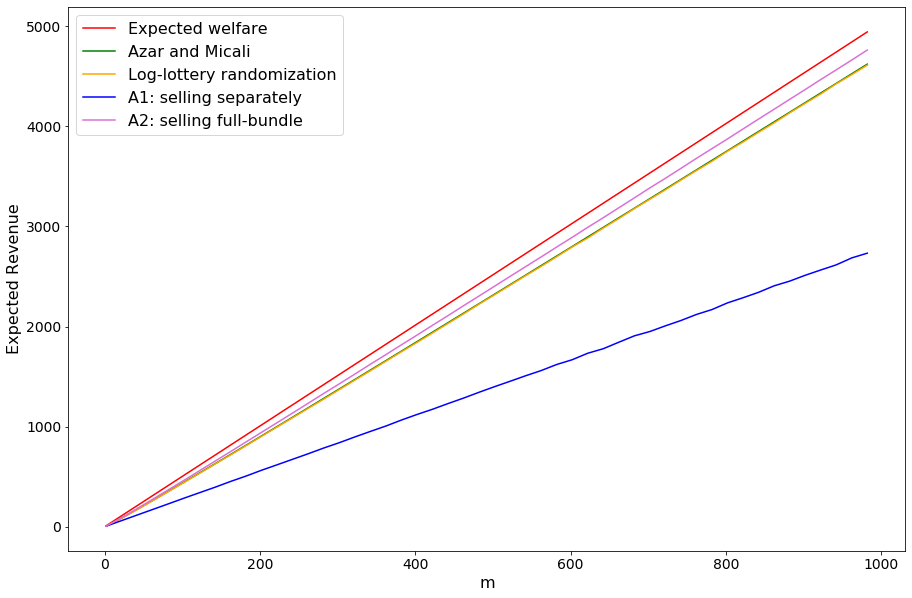 Expected welfare
Azar and Micali
Log-lottery randomization
A1: selling separately
A2: selling full-bundle
5000
4000
3000
2000
1000
0
Expected Revenue
0 200 400 600 800 1000
m